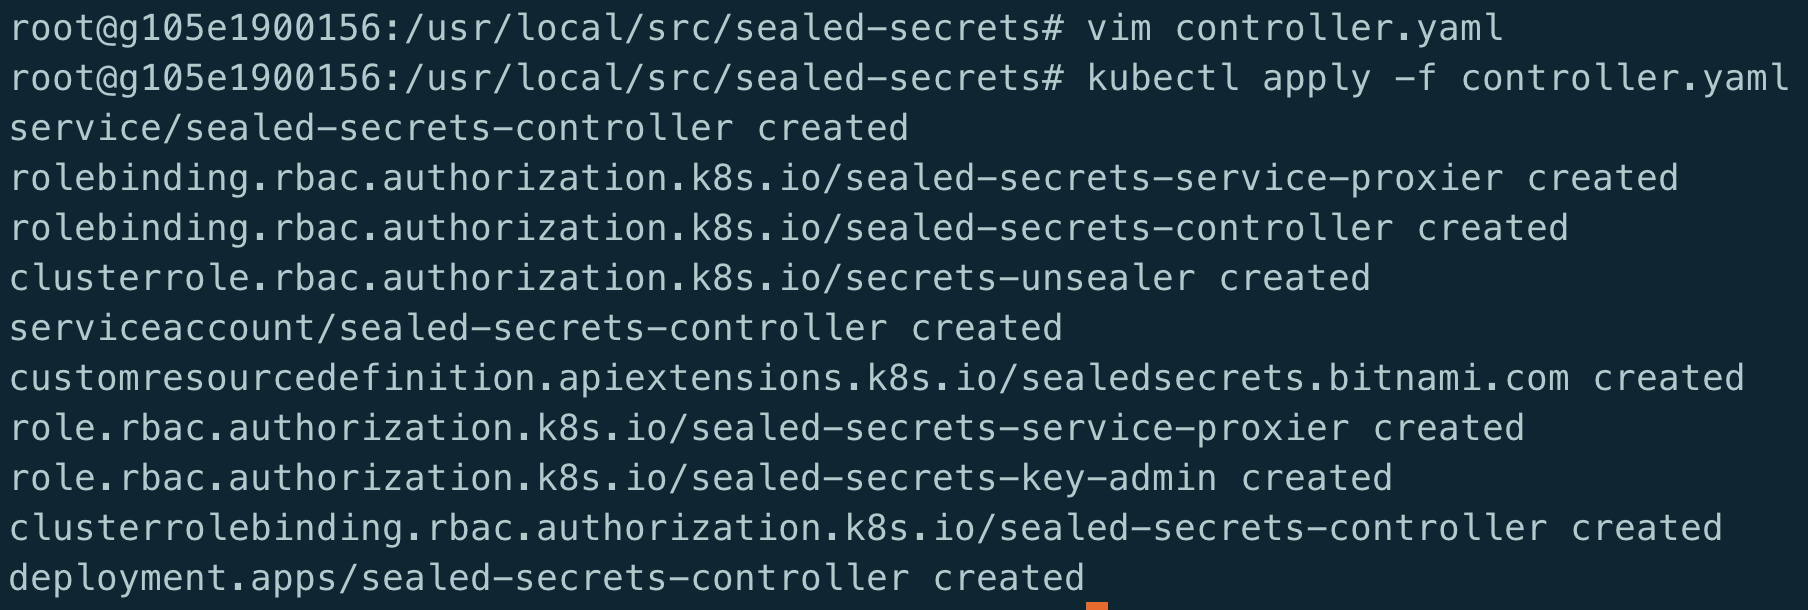 root@g105e1900156:/usr/local/src/sealed-secrets# vim controller.yaml
root@g105e1900156:/usr/local/src/sealed-secrets# kubectl apply -f controller.yaml
service/sealed-secrets-controller created
rolebinding.rbac.authorization.k8s.io/sealed-secrets-service-proxier created
rolebinding.rbac.authorization.k8s.io/sealed-secrets-controller created
clusterrole.rbac.authorization.k8s.io/secrets-unsealer created
serviceaccount/sealed-secrets-controller created
customresourcedefinition.apiextensions.k8s.io/sealedsecrets.bitnami.com created
role.rbac.authorization.k8s.io/sealed-secrets-service-proxier created
role.rbac.authorization.k8s.io/sealed-secrets-key-admin created
clusterrolebinding.rbac.authorization.k8s.io/sealed-secrets-controller created
deployment.apps/sealed-secrets-controller created